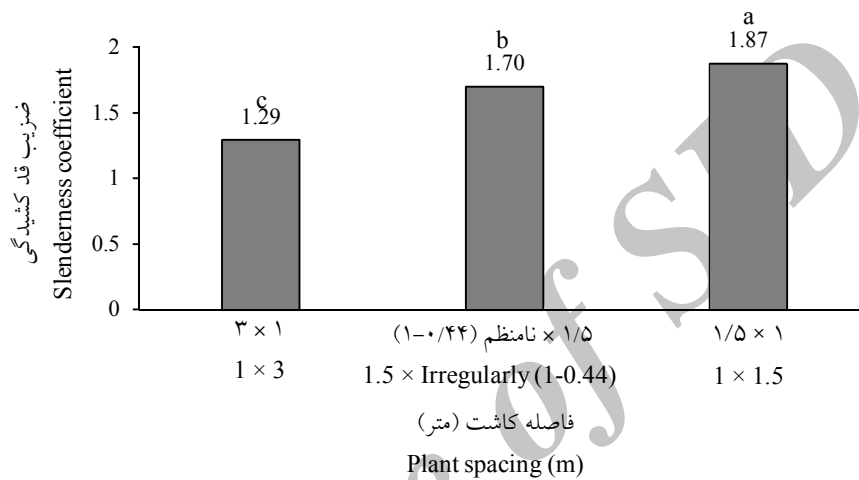 a
b
1.87
2
1.70
c
1.5
1.29
1
0.5
0
ضریب قد کشیدگی
Slenderness coefficient
۳ × ۱
۱/۵ × نامنظم (۱-۰/۴۴)
۱/۵ × ۱
1 × 3
1.5 × Irregularly (1-0.44)
1 × 1.5
فاصله کاشت (متر)
Plant spacing (m)
of SID